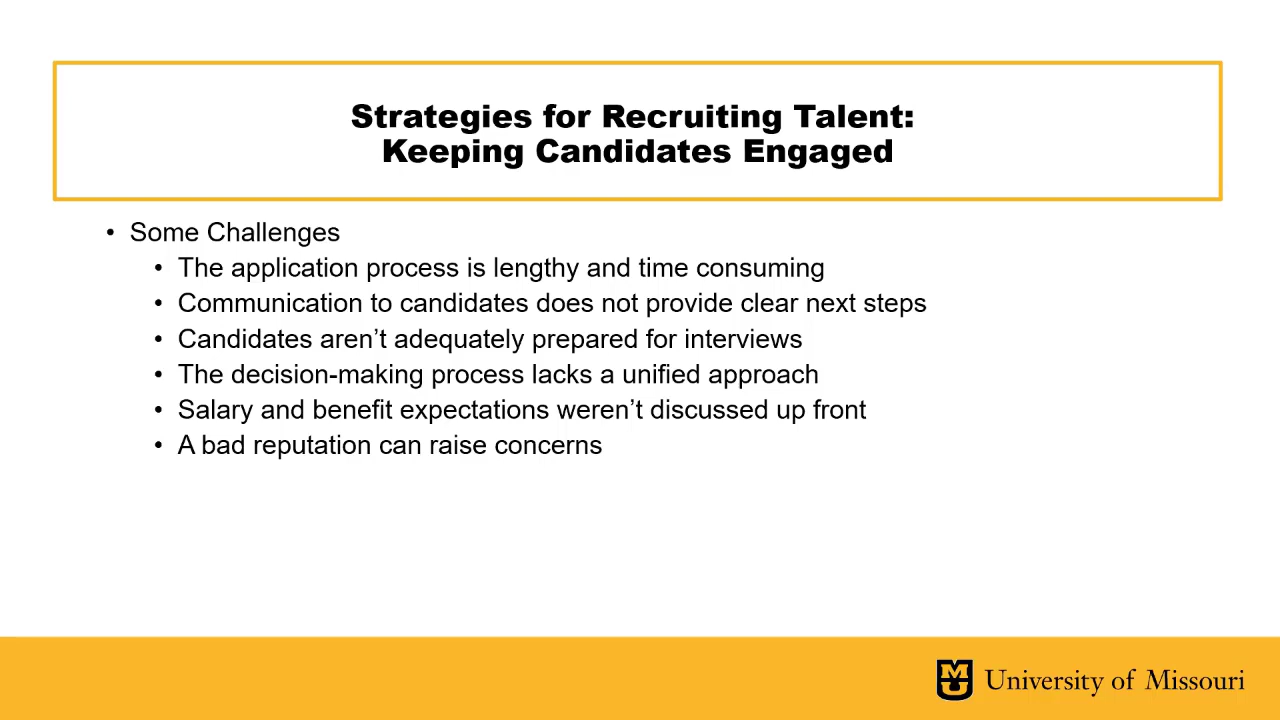 Strategies for Recruiting Talent:
Keeping Candidates Engaged
• Some Challenges
• The application process is lengthy and time consuming
• Communication to candidates does not provide clear next steps
• Candidates aren’t adequately prepared for interviews
• The decision-making process lacks a unified approach
• Salary and benefit expectations weren’t discussed up front
• A bad reputation can raise concerns
MU University of Missouri